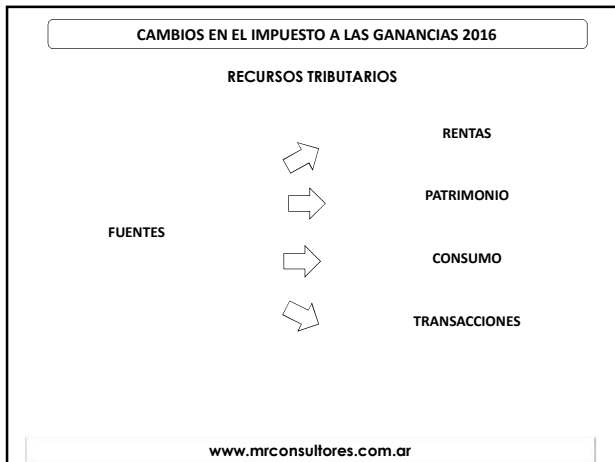 CAMBIOS EN EL IMPUESTO A LAS GANANCIAS 2016
RECURSOS TRIBUTARIOS
RENTAS
PATRIMONIO
FUENTES
CONSUMO
TRANSACCIONES
www.mrconsultores.com.ar